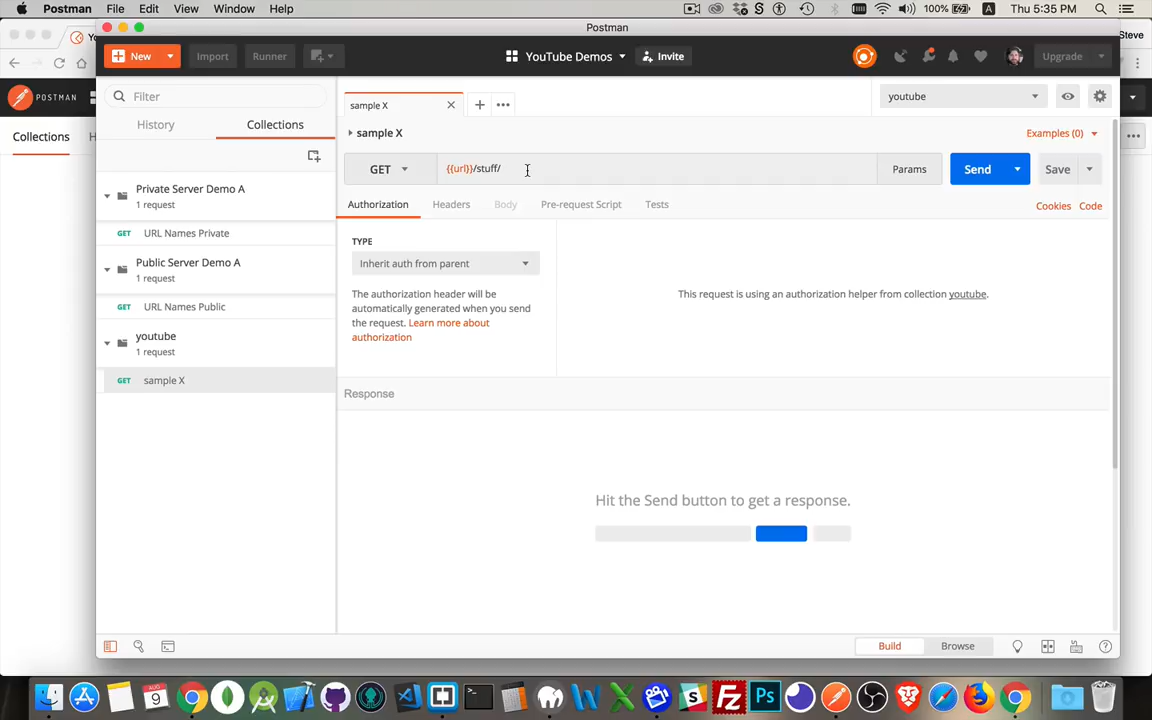 Postman File Edit View Window Help
100% A Thu 5:35 PM
Postman
Yo
Steve
New Import Runner
YouTube Demos Invite
Upgrade
POSTMAN
Filter
sample X
youtube
Collections H
History Collections
sample X
Examples (0)
GET {{url}}/stuff/
Params Send Save
Private Server Demo A
1 request
Authorization Headers Body Pre-request Script Tests
Cookies Code
GET URL Names Private
TYPE
Public Server Demo A
1 request
Inherit auth from parent
GET URL Names Public
The authorization header will be
automatically generated when you send
the request. Learn more about
authorization
This request is using an authorization helper from collection youtube.
youtube
1 request
GET sample X
Response
Hit the Send button to get a response.
Build Browse
AUG
9
W
X
S
Fz
Ps